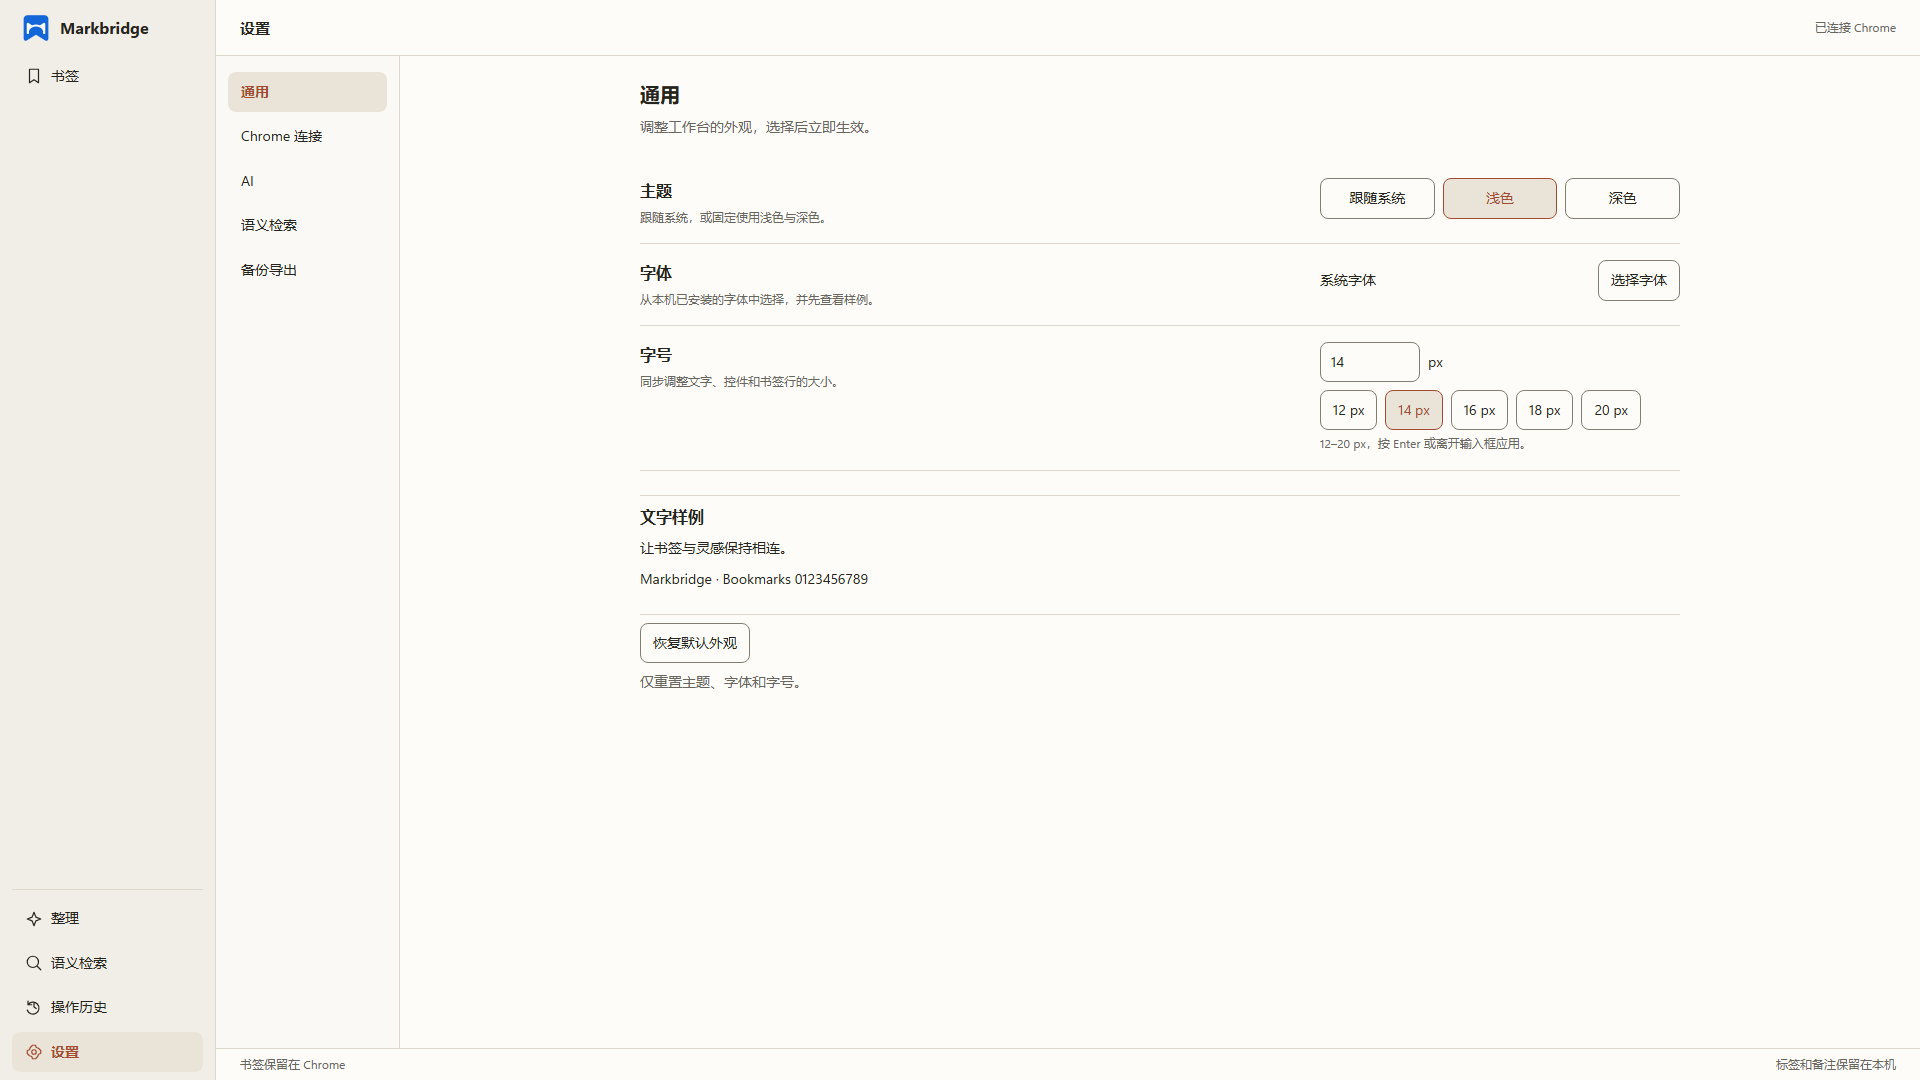 Markbridge
书签
整理
语义检索
操作历史
设置
设置
已连接 Chrome
通用
Chrome 连接
AI
语义检索
备份导出
通用
调整工作台的外观，选择后立即生效。
主题
跟随系统，或固定使用浅色与深色。
跟随系统
浅色
深色
字体
从本机已安装的字体中选择，并先查看样例。
系统字体
选择字体
字号
同步调整文字、控件和书签行的大小。
14 px
12 px
14 px
16 px
18 px
20 px
12–20 px，按 Enter 或离开输入框应用。
文字样例
让书签与灵感保持相连。
Markbridge · Bookmarks 0123456789
恢复默认外观
仅重置主题、字体和字号。
书签保留在 Chrome
标签和备注保留在本机